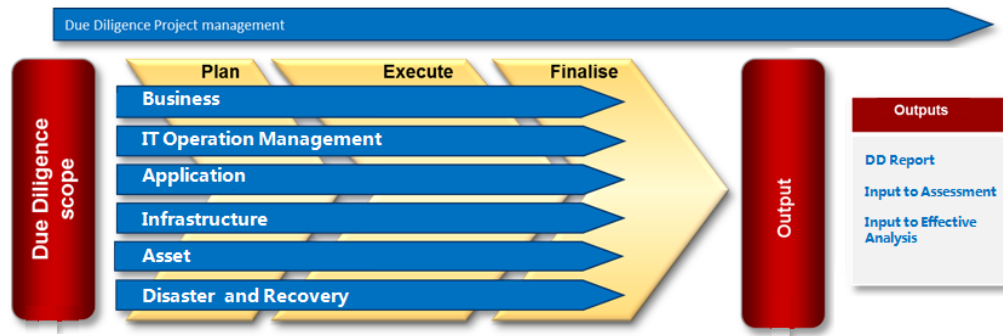 Due Diligence Project management
Due Diligence
scope
Plan
Execute
Finalise
Business
IT Operation Management
Application
Infrastructure
Asset
Disaster and Recovery
Output
Outputs
DD Report
Input to Assessment
Input to Effective
Analysis